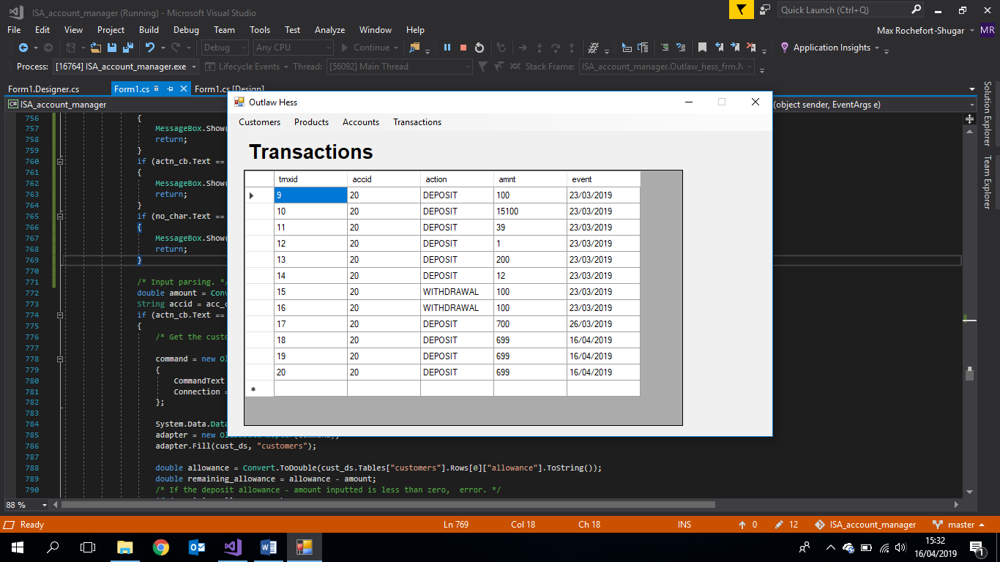 ISA_account_manager (Running) - Microsoft Visual Studio
Quick Launch (Ctrl+Q)
File Edit View Project Build Debug Team Tools Test Analyze Window Help
Max Rochefort-Shugar MR
Debug Any CPU Continue Application Insights
Process: [16764] ISA_account_manager.exe Lifecycle Events Thread: [56092] Main Thread Stack Frame: ISA_account_manager.Outlaw_hess_frm.N
Form1.Designer.cs Form1.cs Form1.cs [Design]
C# ISA_account_manager
(object sender, EventArgs e)
Solution Explorer
Team Explorer
Outlaw Hess
Customers Products Accounts Transactions
Transactions
trnxid accid action amnt event
9 20 DEPOSIT 100 23/03/2019
10 20 DEPOSIT 15100 23/03/2019
11 20 DEPOSIT 39 23/03/2019
12 20 DEPOSIT 1 23/03/2019
13 20 DEPOSIT 200 23/03/2019
14 20 DEPOSIT 12 23/03/2019
15 20 WITHDRAWAL 100 23/03/2019
16 20 WITHDRAWAL 100 23/03/2019
17 20 DEPOSIT 700 26/03/2019
18 20 DEPOSIT 699 16/04/2019
19 20 DEPOSIT 699 16/04/2019
20 20 DEPOSIT 699 16/04/2019
*
756 {
757 MessageBox.Show(
758 return;
759 }
760 if (actn_cb.Text ==
761 {
762 MessageBox.Show(
763 return;
764 }
765 if (no_char.Text ==
766 {
767 MessageBox.Show(
768 return;
769 }
770
771 /* Input parsing. */
772 double amount = Conv
773 String accid = acc_c
774 if (actn_cb.Text ==
775 {
776 /* Get the custo
777
778 command = new Ol
779 {
780 CommandText
781 Connection =
782 };
783
784 System.Data.Data
785 adapter = new OleDbDataAdapter(command);
786 adapter.Fill(cust_ds, "customers");
787
788 double allowance = Convert.ToDouble(cust_ds.Tables["customers"].Rows[0]["allowance"].ToString());
789 double remaining_allowance = allowance - amount;
790 /* If the deposit allowance - amount inputted is less than zero, error. */
88 %
Ready Ln 769 Col 18 Ch 18 INS 0 12 ISA_account_manager master
15:32
16/04/2019
1